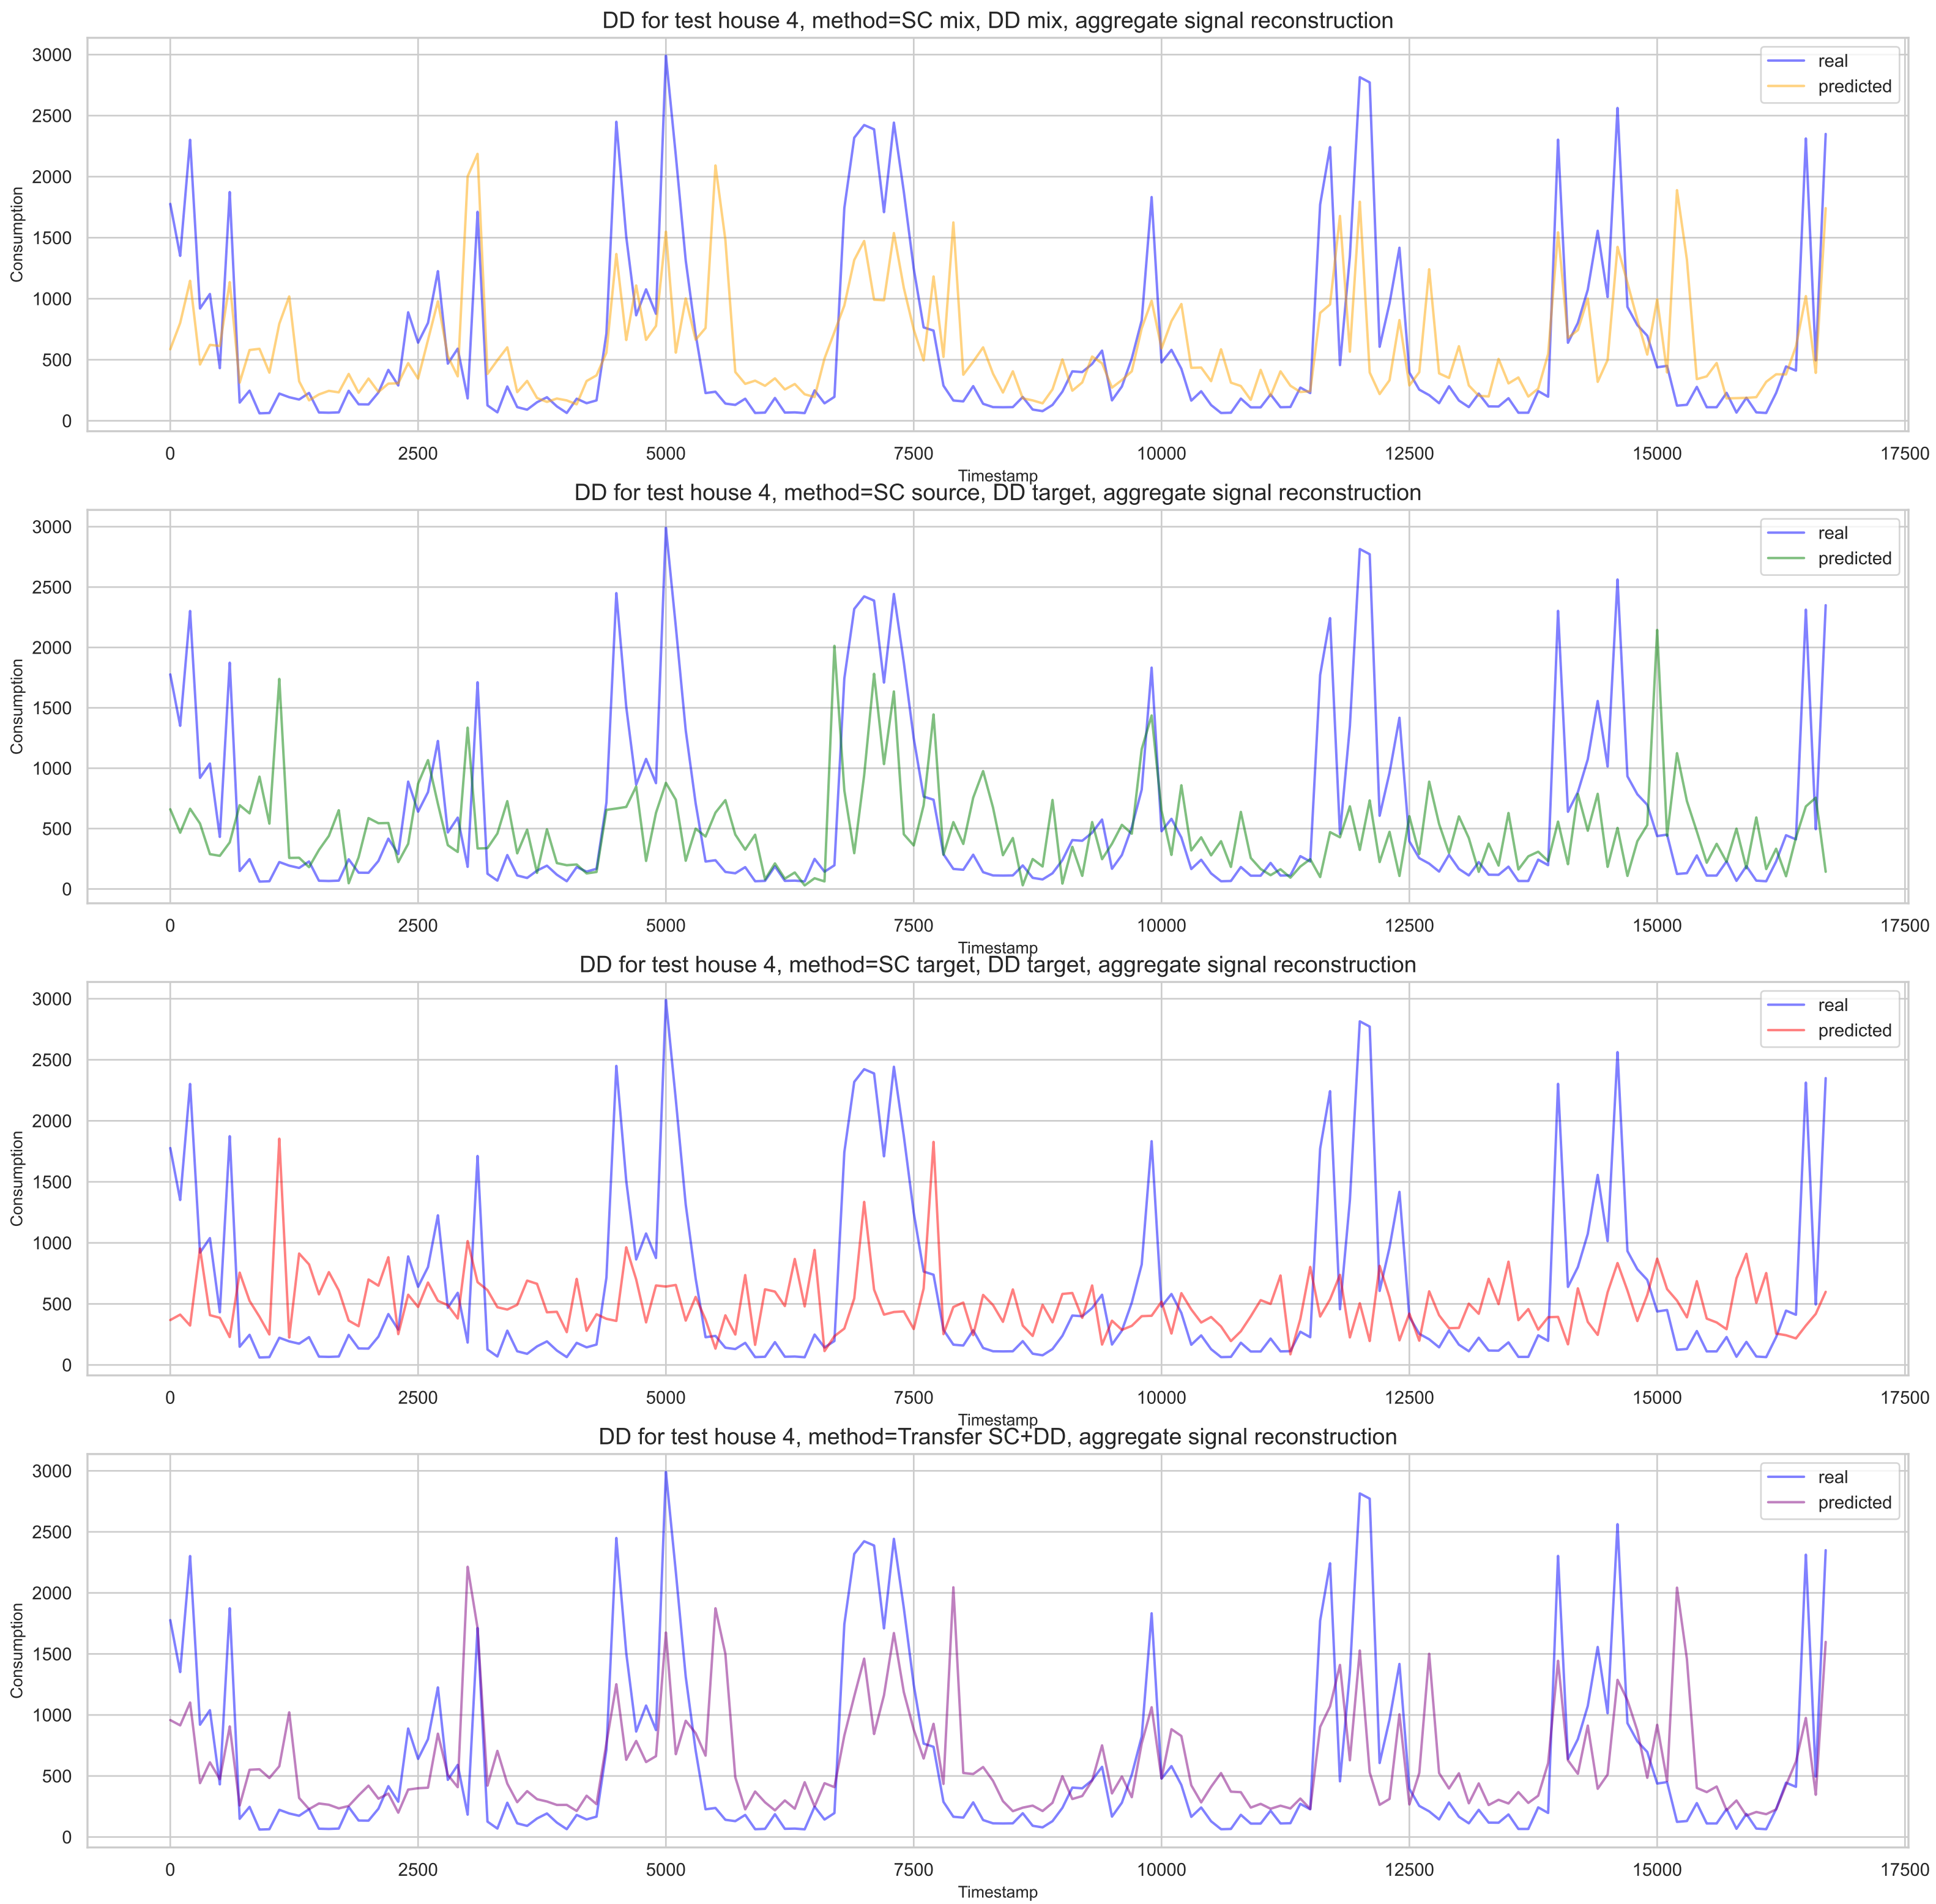 DD for test house 4, method=SC mix, DD mix, aggregate signal reconstruction
3000
2500
2000
1500
1000
500
0
Consumption
real
predicted
0 2500 5000 7500 10000 12500 15000 17500
Timestamp
DD for test house 4, method=SC source, DD target, aggregate signal reconstruction
3000
2500
2000
1500
1000
500
0
Consumption
real
predicted
0 2500 5000 7500 10000 12500 15000 17500
Timestamp
DD for test house 4, method=SC target, DD target, aggregate signal reconstruction
3000
2500
2000
1500
1000
500
0
Consumption
real
predicted
0 2500 5000 7500 10000 12500 15000 17500
Timestamp
DD for test house 4, method=Transfer SC+DD, aggregate signal reconstruction
3000
2500
2000
1500
1000
500
0
Consumption
real
predicted
0 2500 5000 7500 10000 12500 15000 17500
Timestamp